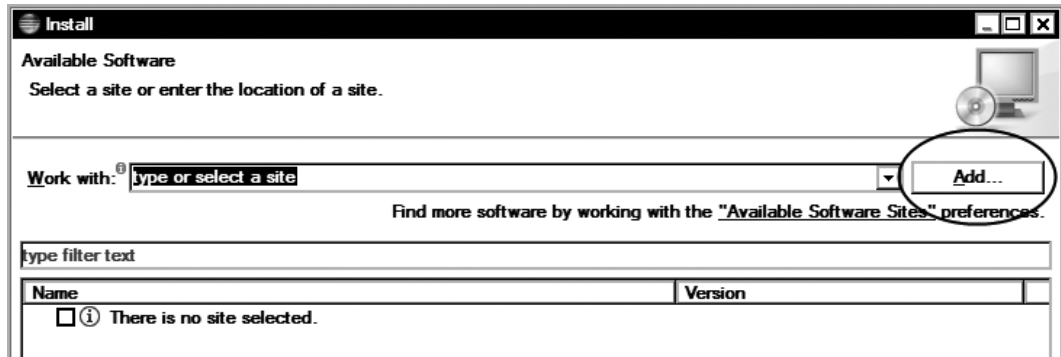 Install
Available Software
Select a site or enter the location of a site.
Work with: type or select a site Add...
Find more software by working with the "Available Software Sites" preferences.
type filter text
Name Version
There is no site selected.